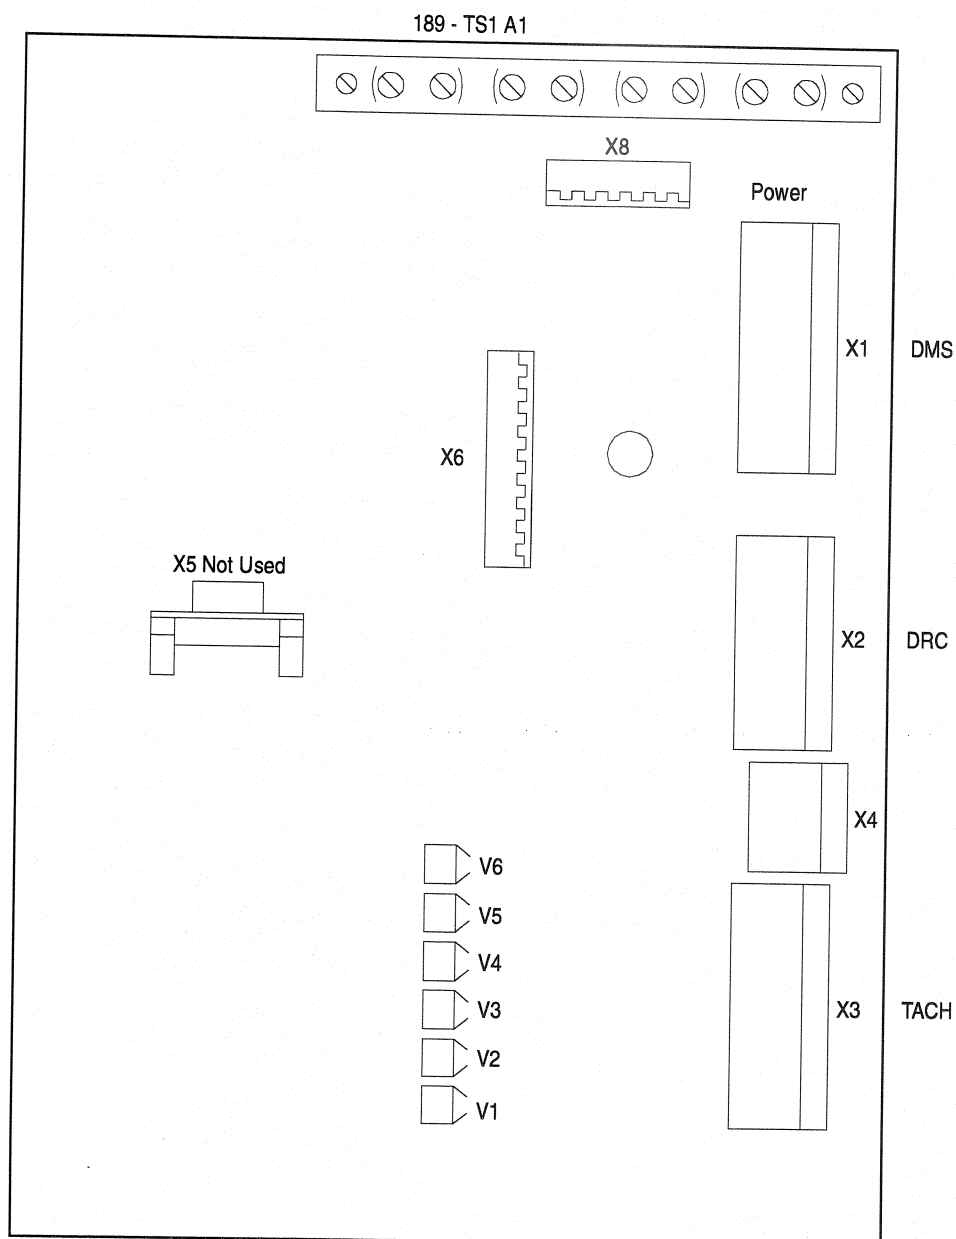 189 - TS1 A1
X8
Power
X1 DMS
X6
X5 Not Used
X2 DRC
X4
V6
V5
V4
V3
X3 TACH
V2
V1